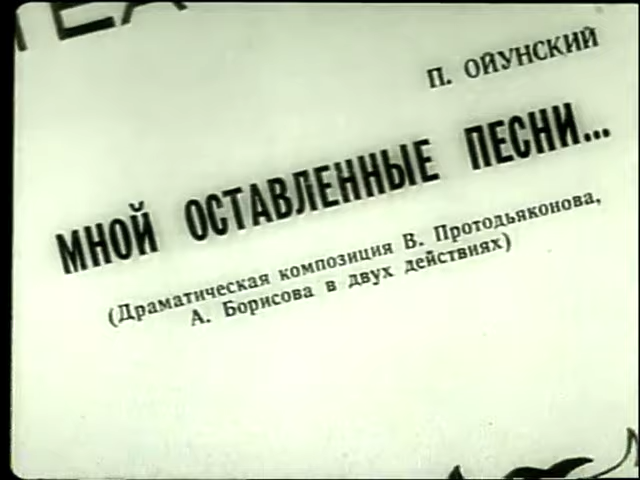 П. ОЙУНСКИЙ
МНОЙ ОСТАВЛЕННЫЕ ПЕСНИ...
(Драматическая композиция В. Протодьяконова,
А. Борисова в двух действиях)